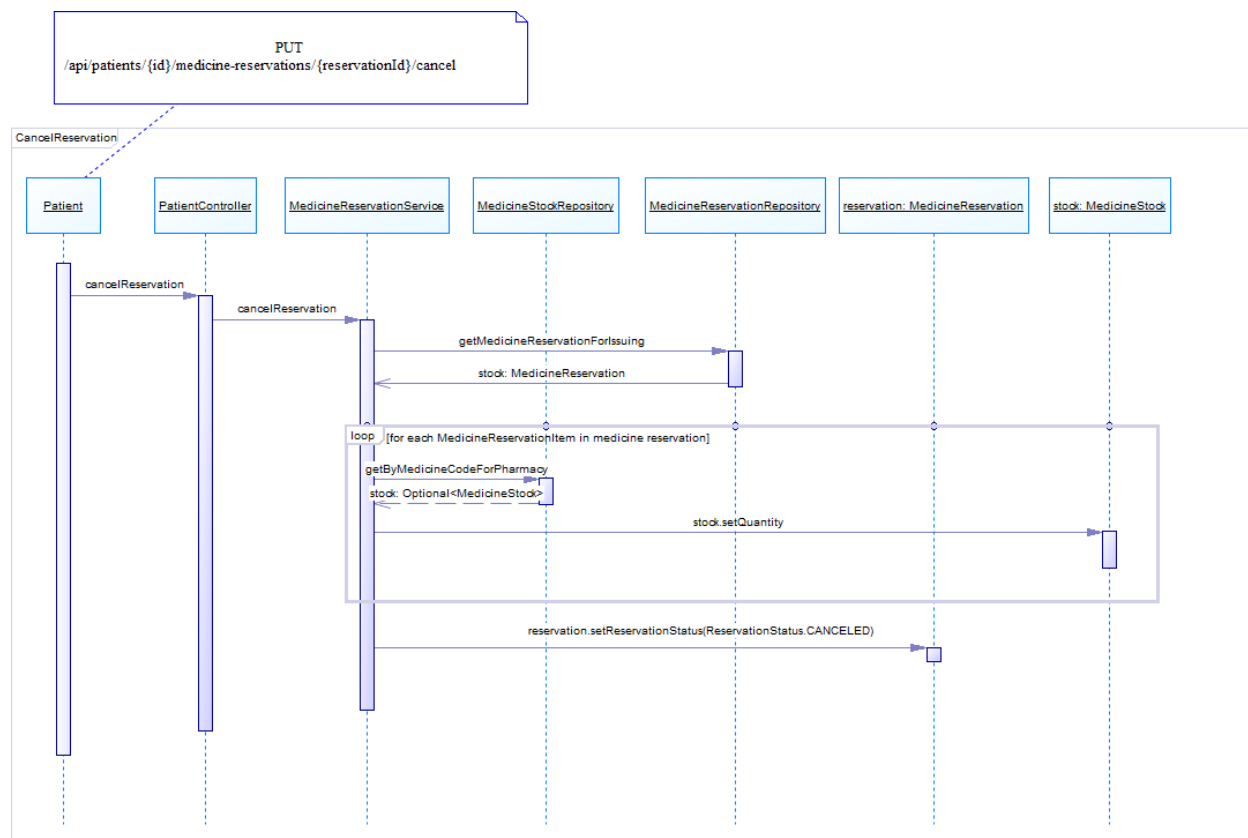 PUT
/api/patients/{id}/medicine-reservations/{reservationId}/cancel
CancelReservation
Patient
PatientController
MedicineReservationService
MedicineStockRepository
MedicineReservationRepository
reservation: MedicineReservation
stock: MedicineStock
cancelReservation
cancelReservation
getMedicineReservationForIssuing
stock: MedicineReservation
loop
[for each MedicineReservationItem in medicine reservation]
getByMedicineCodeForPharmacy
stock: Optional<MedicineStock>
stock.setQuantity
reservation.setReservationStatus(ReservationStatus.CANCELED)